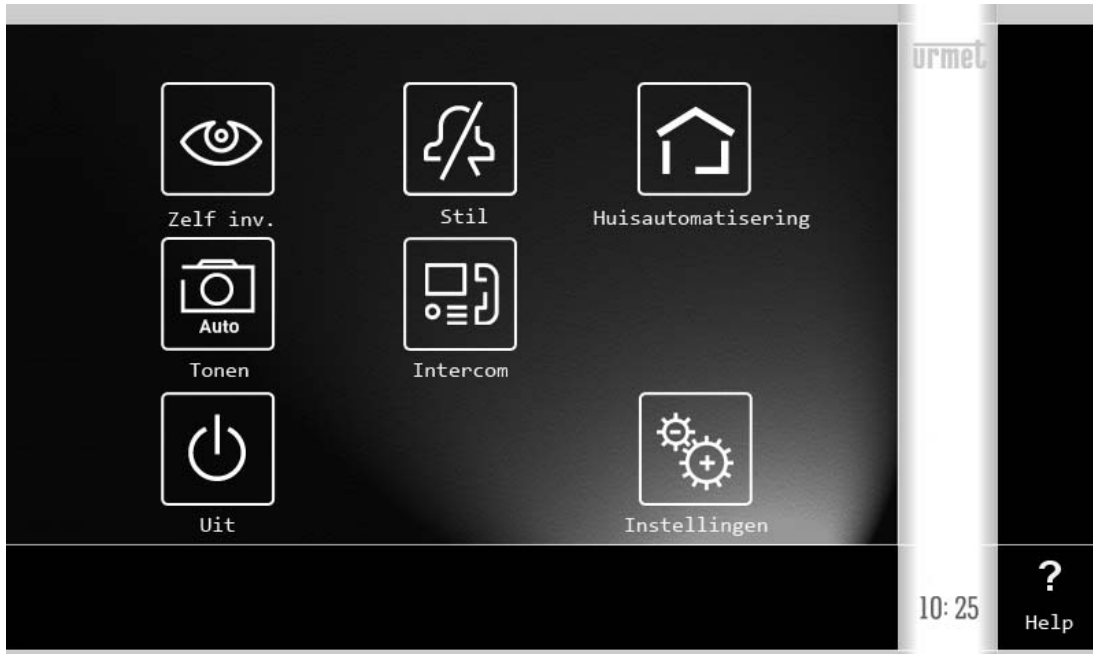 urmet
Zelf inv.
Stil
Huisautomatisering
Auto
Tonen
Intercom
Uit
Instellingen
10:25
?
Help